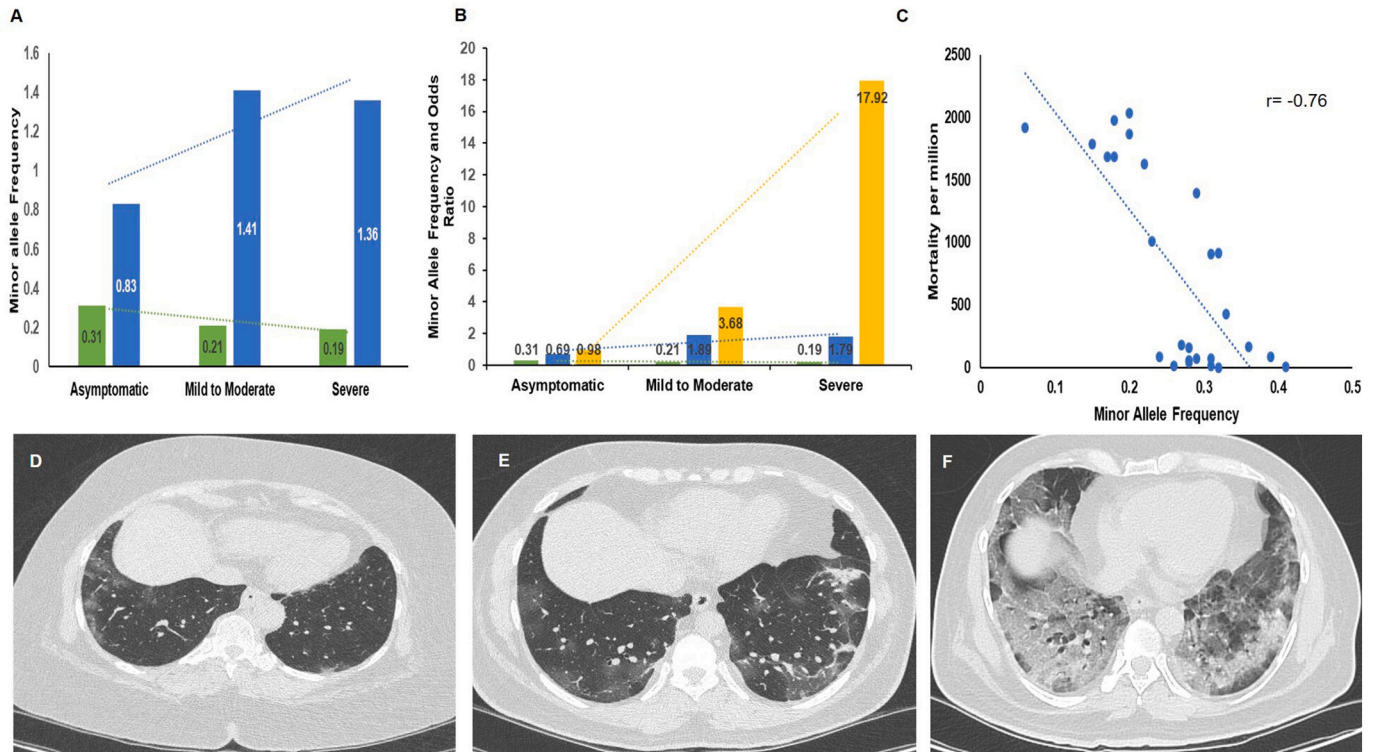 A
Minor allele Frequency
1.6
1.4
1.2
1
0.8
0.6
0.4
0.2
0
0.31
0.83
0.21
1.41
0.19
1.36
Asymptomatic
Mild to Moderate
Severe
B
Minor Allele Frequency and Odds
Ratio
20
18
16
14
12
10
8
6
4
2
0
0.31
0.69
0.98
0.21
1.89
3.68
0.19
1.79
17.92
Asymptomatic
Mild to Moderate
Severe
C
Mortality per million
2500
2000
1500
1000
500
0
r= -0.76
0
0.1
0.2
0.3
0.4
0.5
Minor Allele Frequency
D
E
F